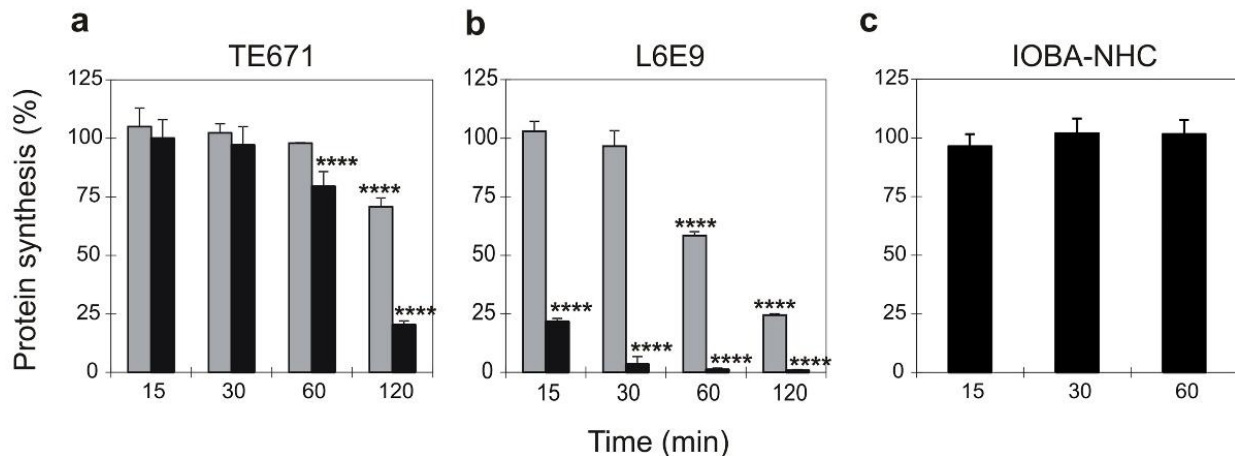 a
TE671
Protein synthesis (%)
125
100
75
50
25
0
****
****
****
15 30 60 120
b
L6E9
125
100
75
50
25
0
****
****
****
****
****
****
15 30 60 120
Time (min)
c
IOBA-NHC
125
100
75
50
25
0
15 30 60